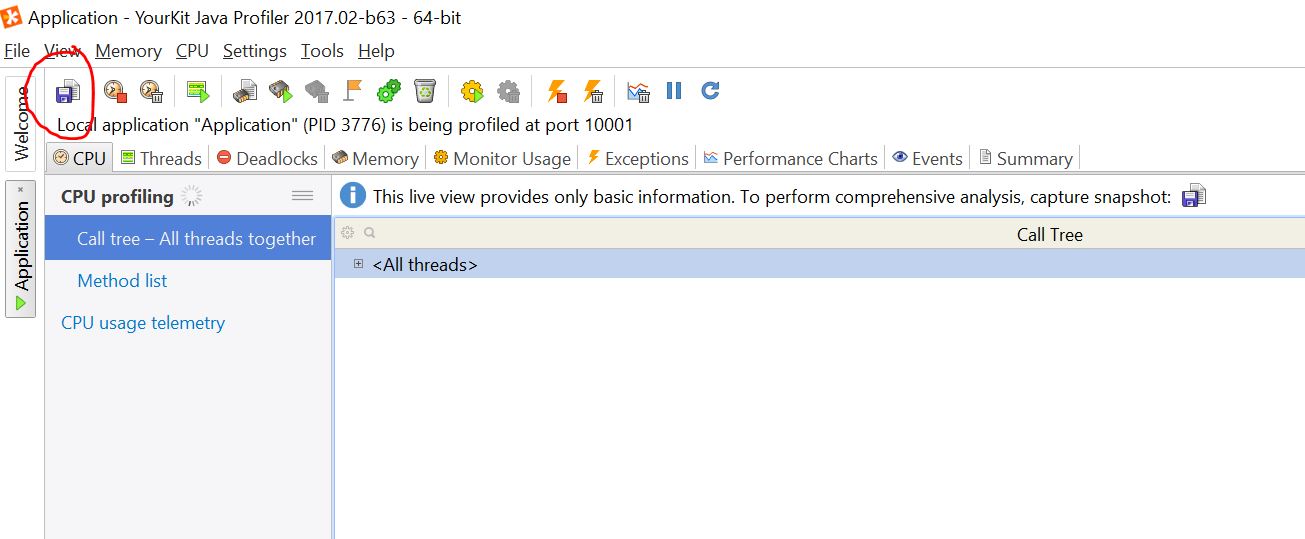 Application - YourKit Java Profiler 2017.02-b63 - 64-bit
File View Memory CPU Settings Tools Help
Welcome
Local application "Application" (PID 3776) is being profiled at port 10001
CPU Threads Deadlocks Memory Monitor Usage Exceptions Performance Charts Events Summary
Application
CPU profiling
This live view provides only basic information. To perform comprehensive analysis, capture snapshot:
Call tree – All threads together
Call Tree
<All threads>
Method list
CPU usage telemetry